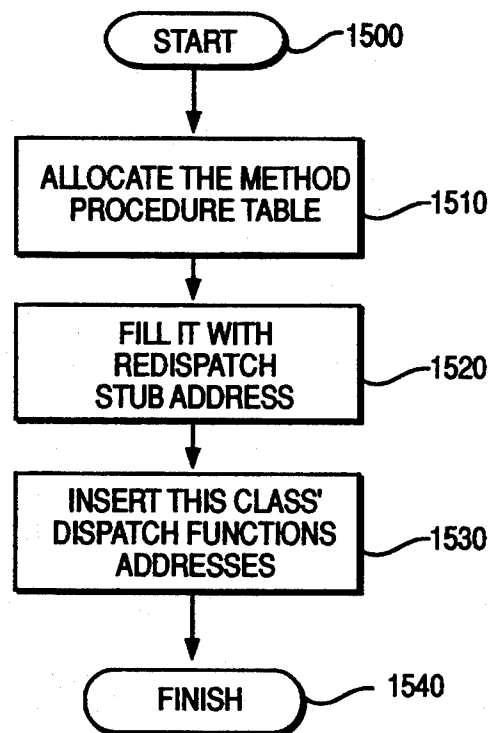 START
1500
ALLOCATE THE METHOD
PROCEDURE TABLE
1510
FILL IT WITH
REDISPATCH
STUB ADDRESS
1520
INSERT THIS CLASS'
DISPATCH FUNCTIONS
ADDRESSES
1530
FINISH
1540